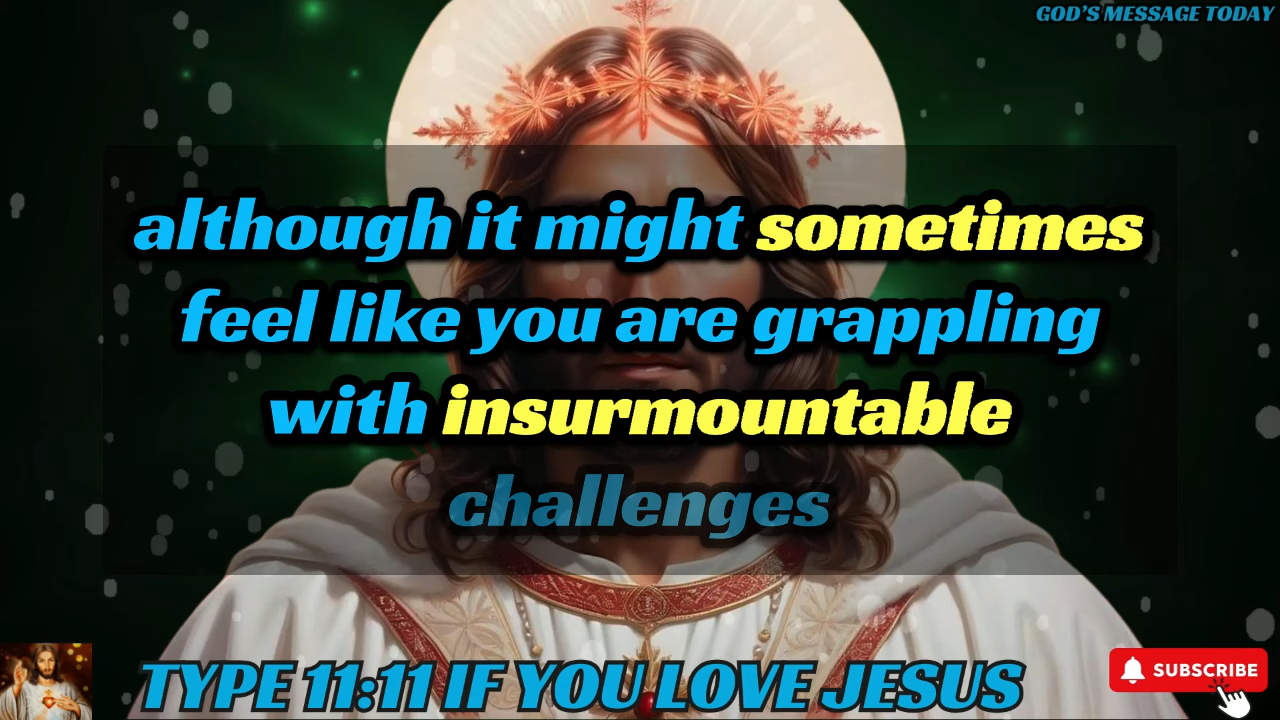 GOD'S MESSAGE TODAY
although it might sometimes
feel like you are grappling
with insurmountable
challenges
TYPE 11:11 IF YOU LOVE JESUS
SUBSCRIBE